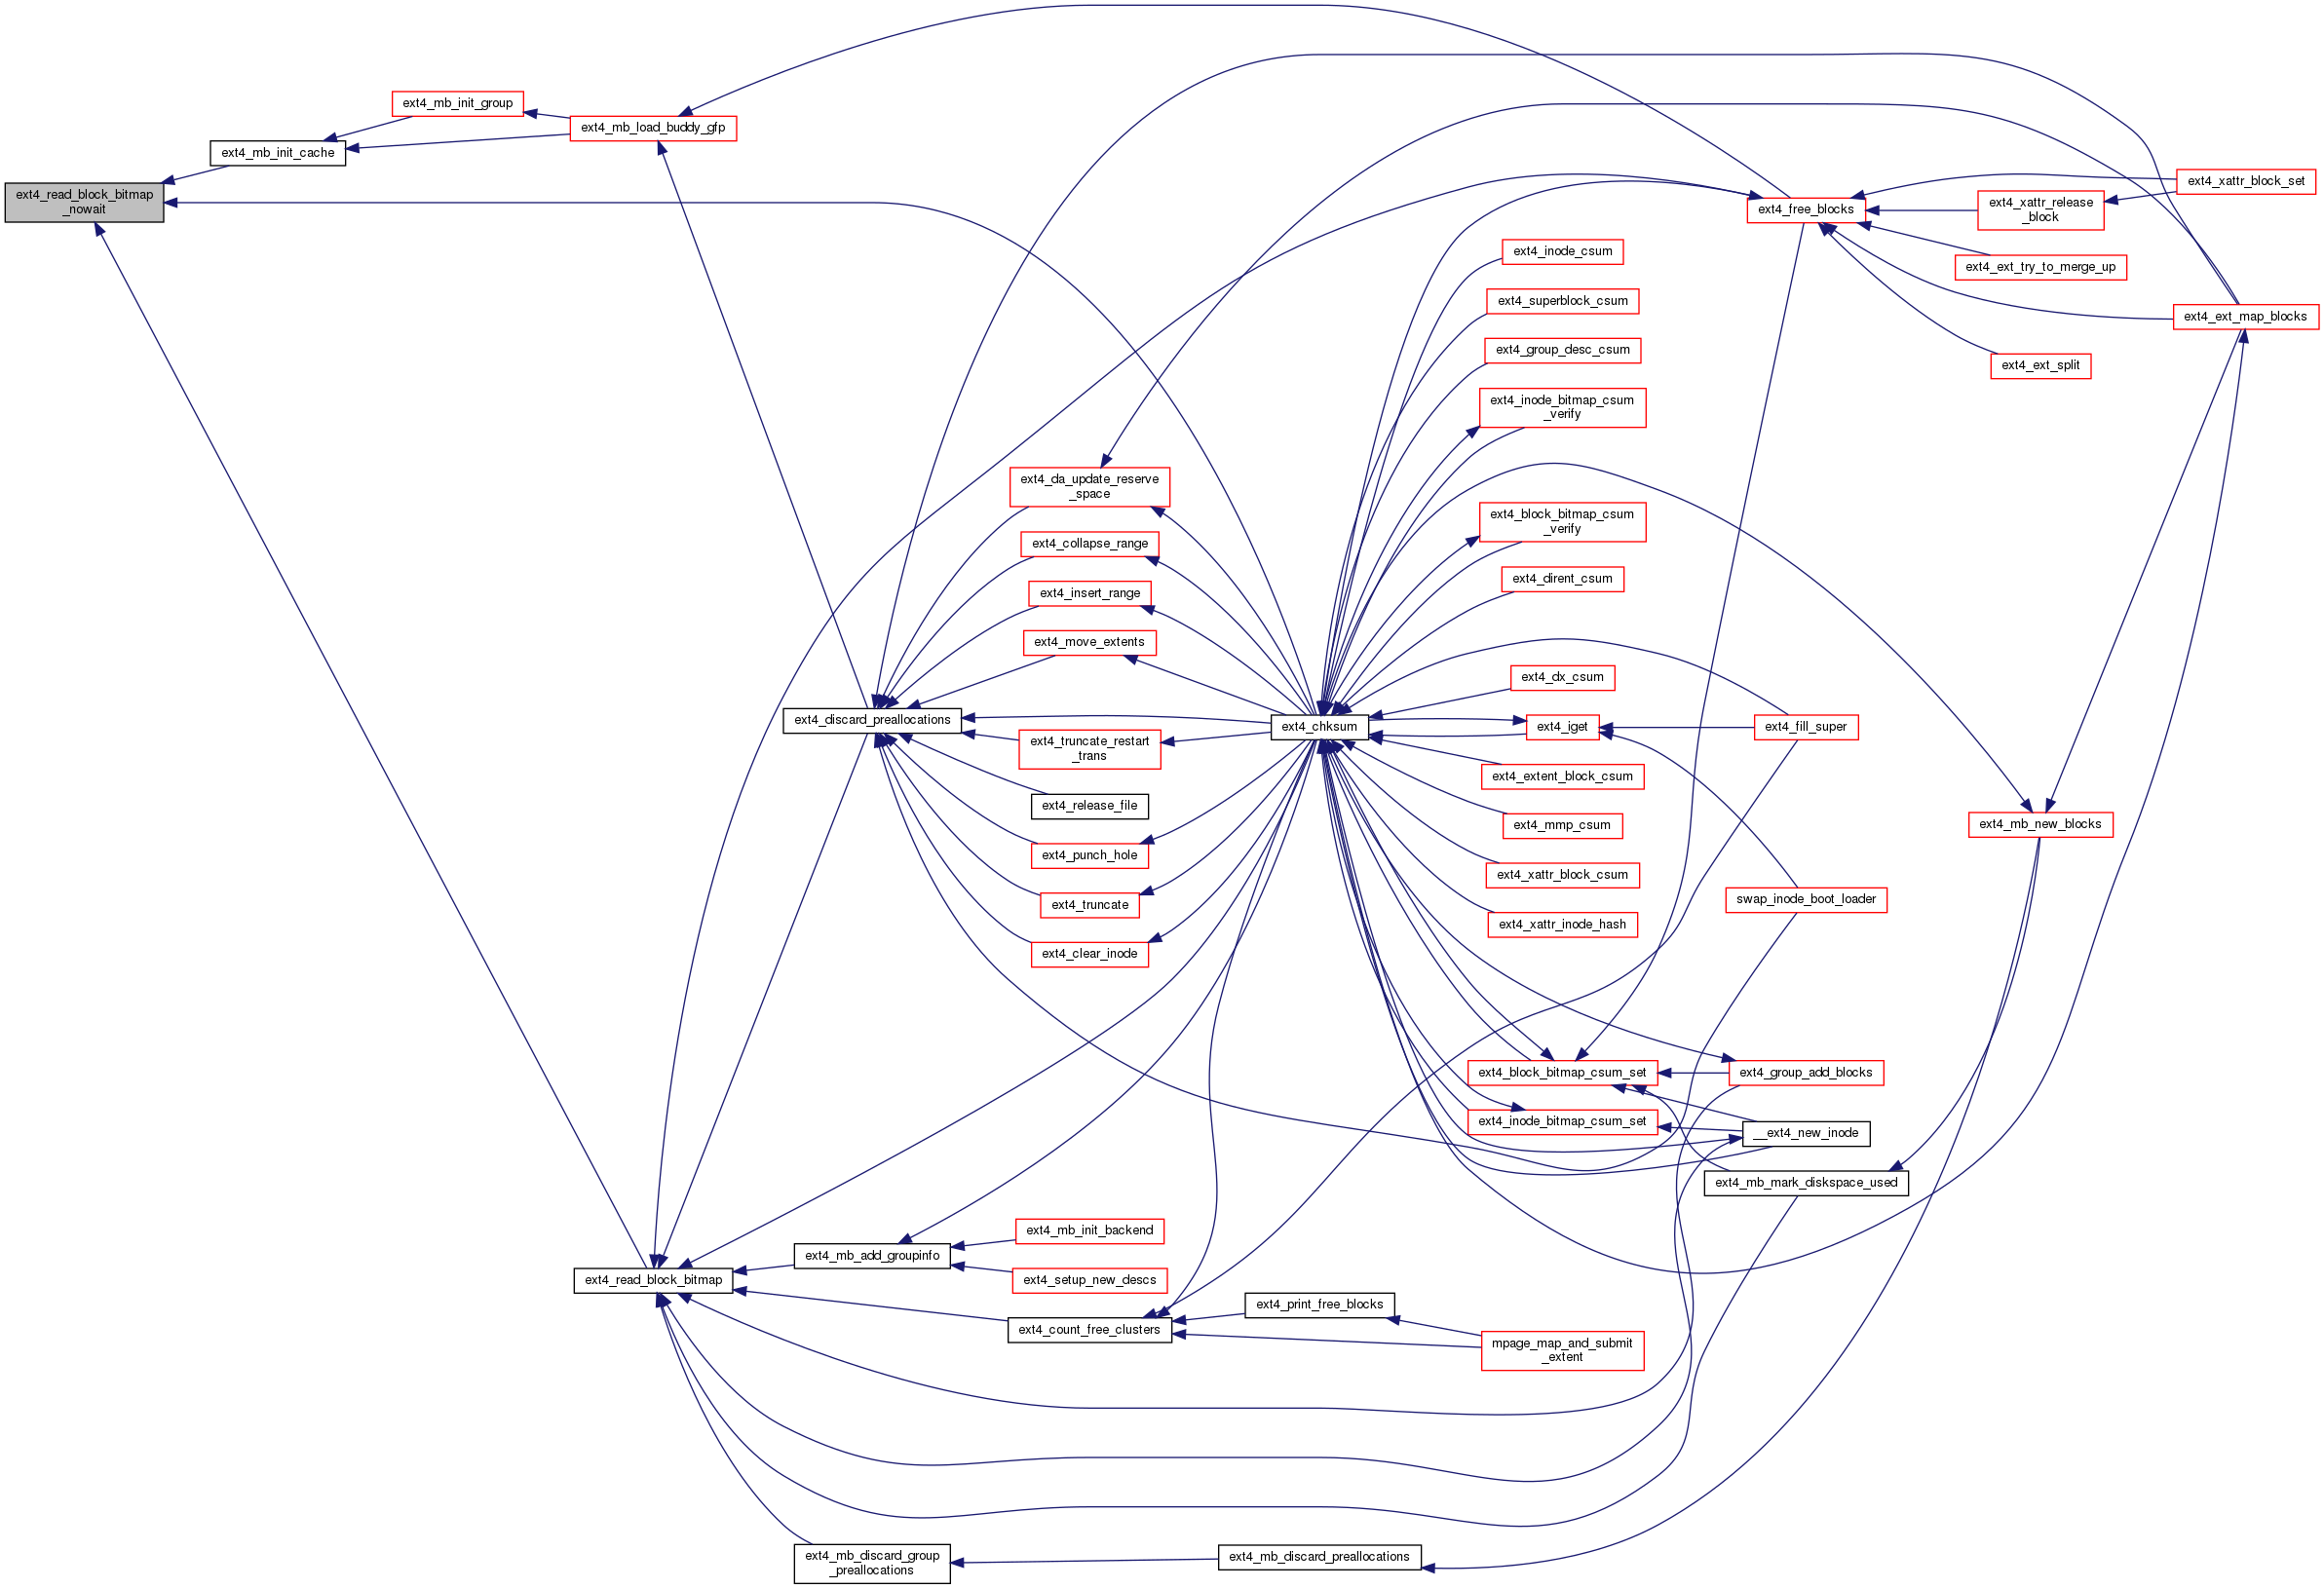 ext4_read_block_bitmap
_nowait
ext4_mb_init_cache
ext4_mb_init_group
ext4_mb_load_buddy_gfp
ext4_read_block_bitmap
ext4_discard_preallocations
ext4_mb_add_groupinfo
ext4_mb_discard_group
_preallocations
ext4_da_update_reserve
_space
ext4_collapse_range
ext4_insert_range
ext4_move_extents
ext4_truncate_restart
_trans
ext4_release_file
ext4_punch_hole
ext4_truncate
ext4_clear_inode
ext4_mb_init_backend
ext4_setup_new_descs
ext4_count_free_clusters
ext4_chksum
ext4_print_free_blocks
ext4_mb_discard_preallocations
ext4_inode_csum
ext4_superblock_csum
ext4_group_desc_csum
ext4_inode_bitmap_csum
_verify
ext4_block_bitmap_csum
_verify
ext4_dirent_csum
ext4_dx_csum
ext4_iget
ext4_extent_block_csum
ext4_mmp_csum
ext4_xattr_block_csum
ext4_xattr_inode_hash
ext4_block_bitmap_csum_set
ext4_inode_bitmap_csum_set
mpage_map_and_submit
_extent
ext4_free_blocks
ext4_fill_super
swap_inode_boot_loader
ext4_group_add_blocks
__ext4_new_inode
ext4_mb_mark_diskspace_used
ext4_xattr_release
_block
ext4_ext_try_to_merge_up
ext4_ext_split
ext4_mb_new_blocks
ext4_xattr_block_set
ext4_ext_map_blocks